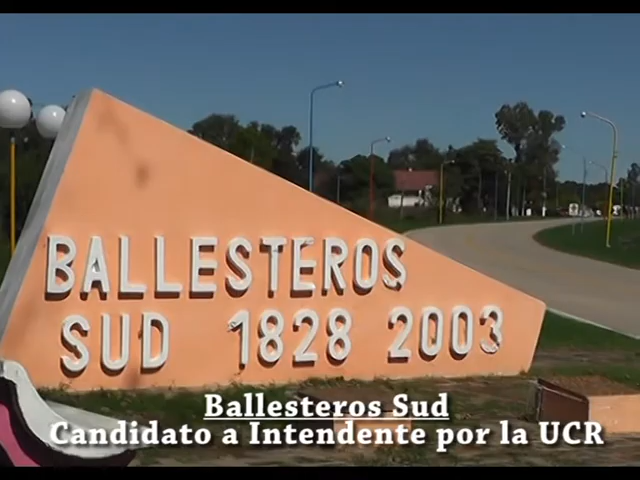 BALLESTEROS
SUD 1828 2003
Ballesteros Sud
Candidato a Intendente por la UCR